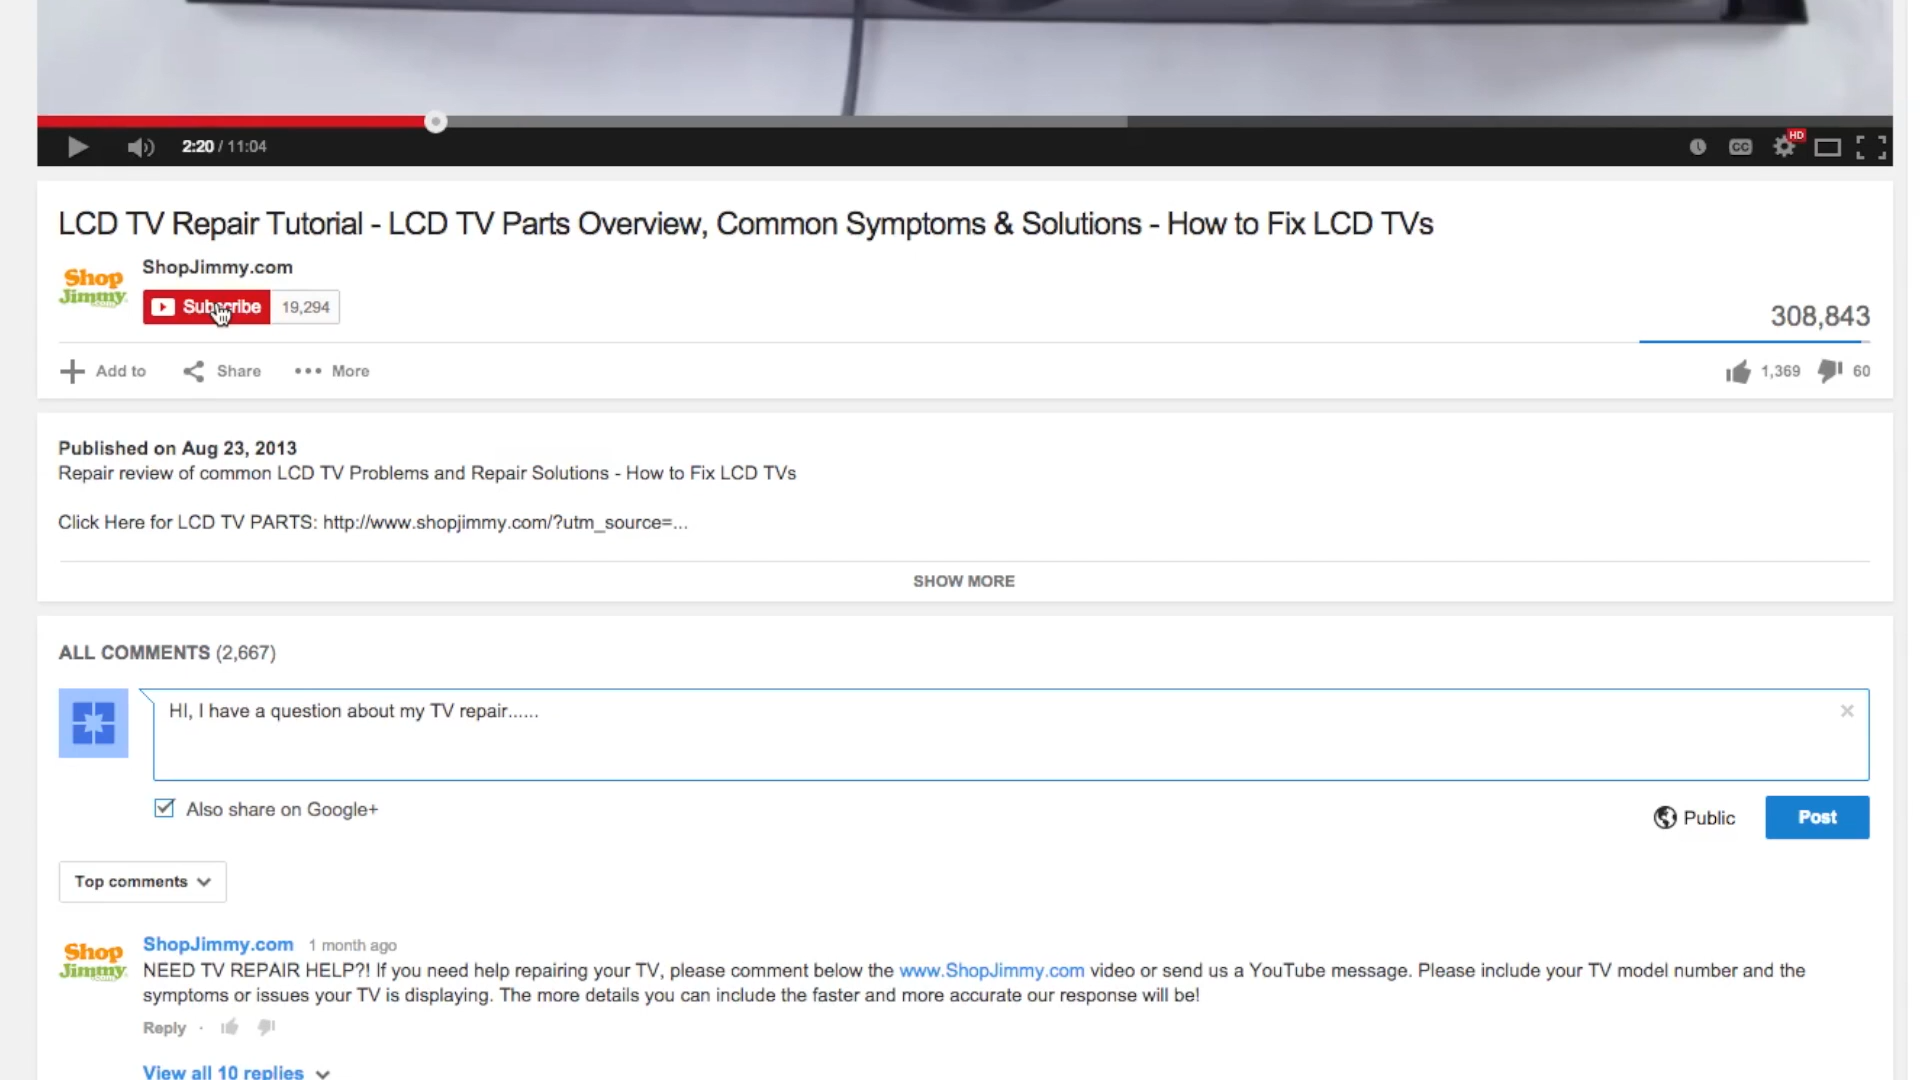 2:20 / 11:04
CC
HD
LCD TV Repair Tutorial - LCD TV Parts Overview, Common Symptoms & Solutions - How to Fix LCD TVs
Shop Jimmy.com
ShopJimmy.com
Subscribe 19,294
308,843
Add to Share More
1,369 60
Published on Aug 23, 2013
Repair review of common LCD TV Problems and Repair Solutions - How to Fix LCD TVs
Click Here for LCD TV PARTS: http://www.shopjimmy.com/?utm_source=...
SHOW MORE
ALL COMMENTS (2,667)
HI, I have a question about my TV repair......
Also share on Google+
Public Post
Top comments
Shop Jimmy.com
ShopJimmy.com 1 month ago
NEED TV REPAIR HELP?! If you need help repairing your TV, please comment below the www.ShopJimmy.com video or send us a YouTube message. Please include your TV model number and the
symptoms or issues your TV is displaying. The more details you can include the faster and more accurate our response will be!
Reply ·
View all 10 replies